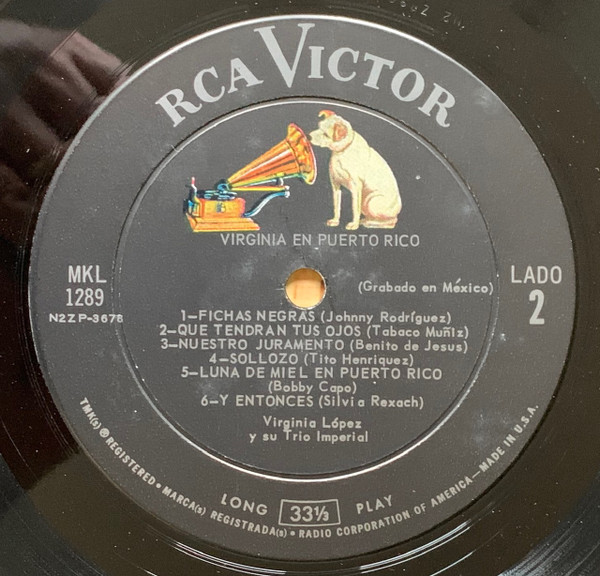 RCA VICTOR
VIRGINIA EN PUERTO RICO
(Grabado en México)
MKL
1289
N2ZP-3678
LADO
2
1—FICHAS NEGRAS (Johnny Rodríguez)
2—QUE TENDRAN TUS OJOS (Tabaco Muñiz)
3—NUESTRO JURAMENTO (Benito de Jesus)
4—SOLLOZO (Tito Henriquez)
5—LUNA DE MIEL EN PUERTO RICO
(Bobby Capo)
6—Y ENTONCES (Silvia Rexach)
Virginia López
y su Trio Imperial
LONG 33⅓ PLAY
TMK(s) ® REGISTERED • MARCA(s) REGISTRADA(s) • RADIO CORPORATION OF AMERICA—MADE IN U.S.A.